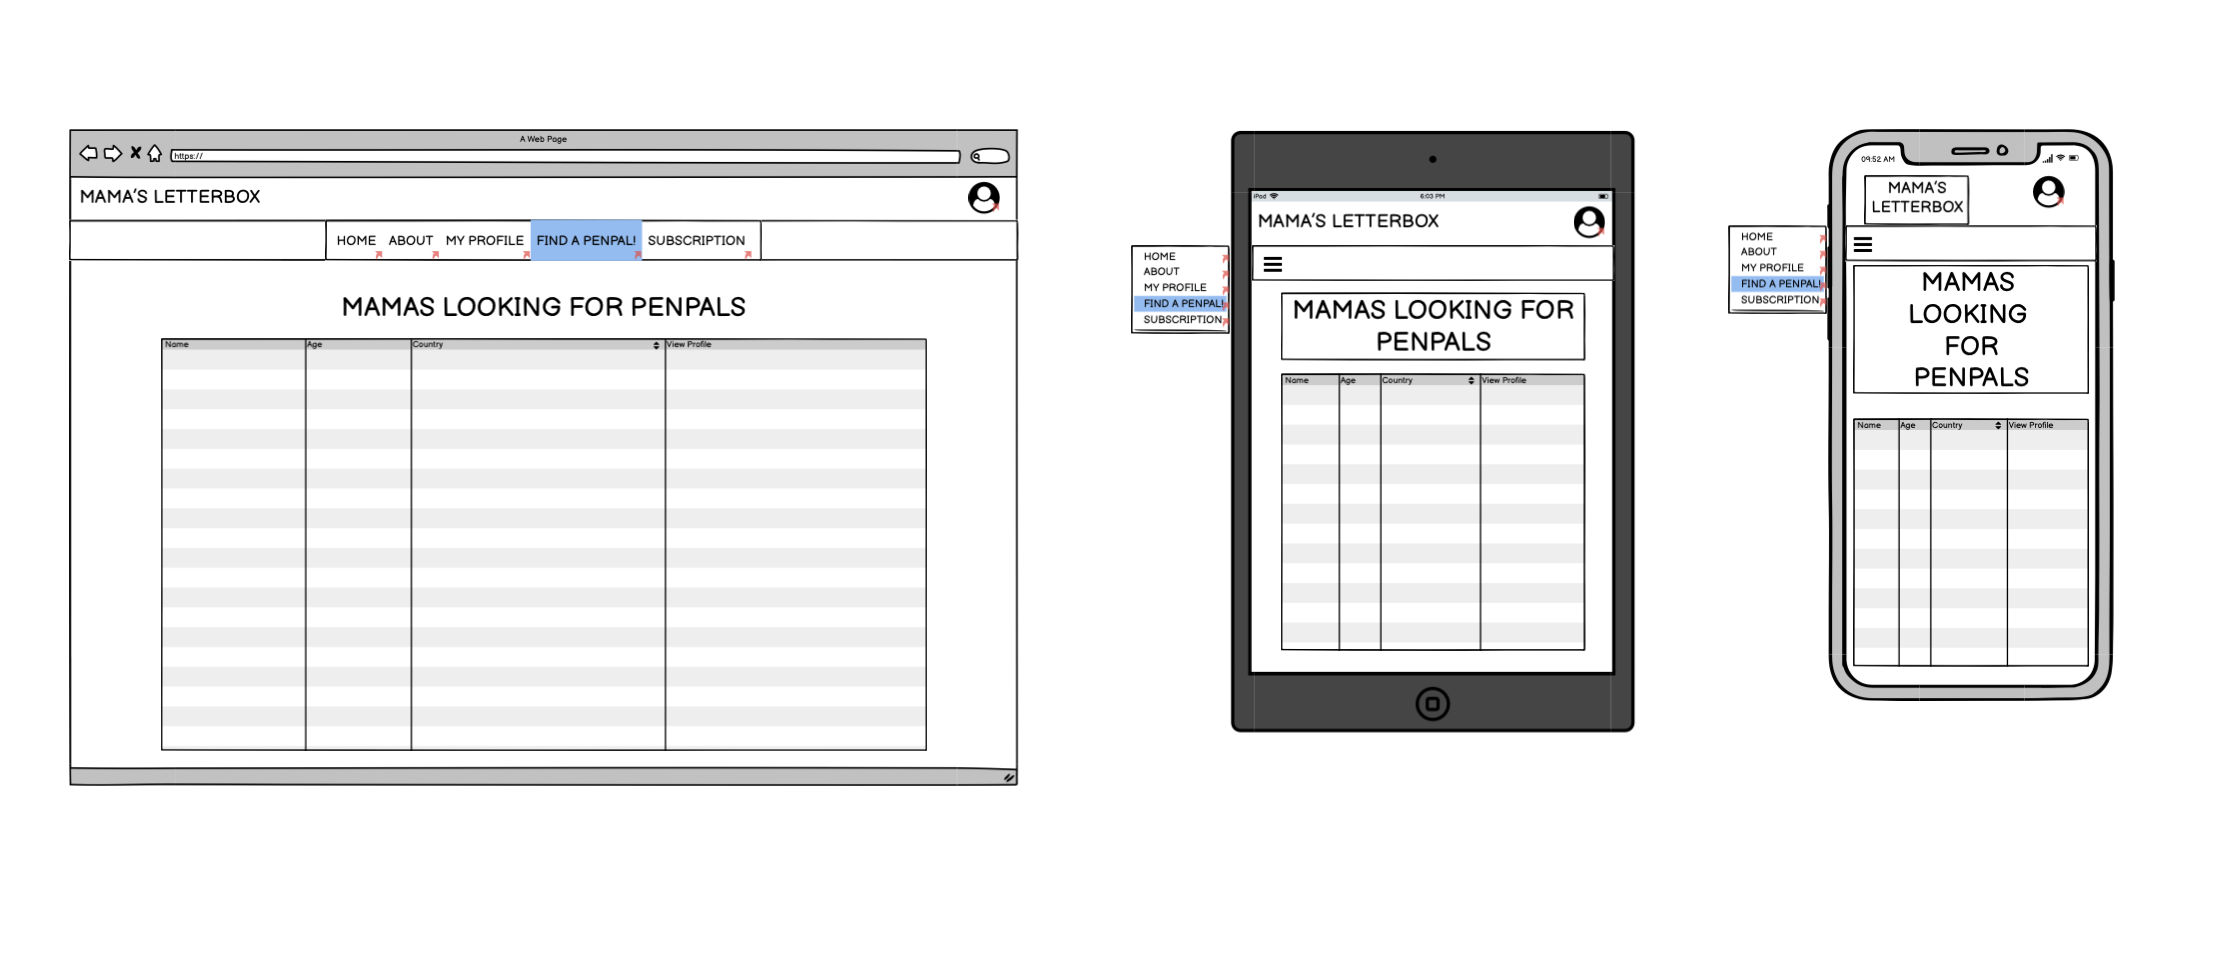 A Web Page
https://
MAMA'S LETTERBOX
HOME ABOUT MY PROFILE FIND A PENPAL! SUBSCRIPTION
MAMAS LOOKING FOR PENPALS
Name Age Country View Profile
HOME
ABOUT
MY PROFILE
FIND A PENPAL!
SUBSCRIPTION
iPad 6:03 PM
MAMA'S LETTERBOX
MAMAS LOOKING FOR
PENPALS
Name Age Country View Profile
HOME
ABOUT
MY PROFILE
FIND A PENPAL!
SUBSCRIPTION
09:52 AM
MAMA'S
LETTERBOX
MAMAS
LOOKING
FOR
PENPALS
Name Age Country View Profile